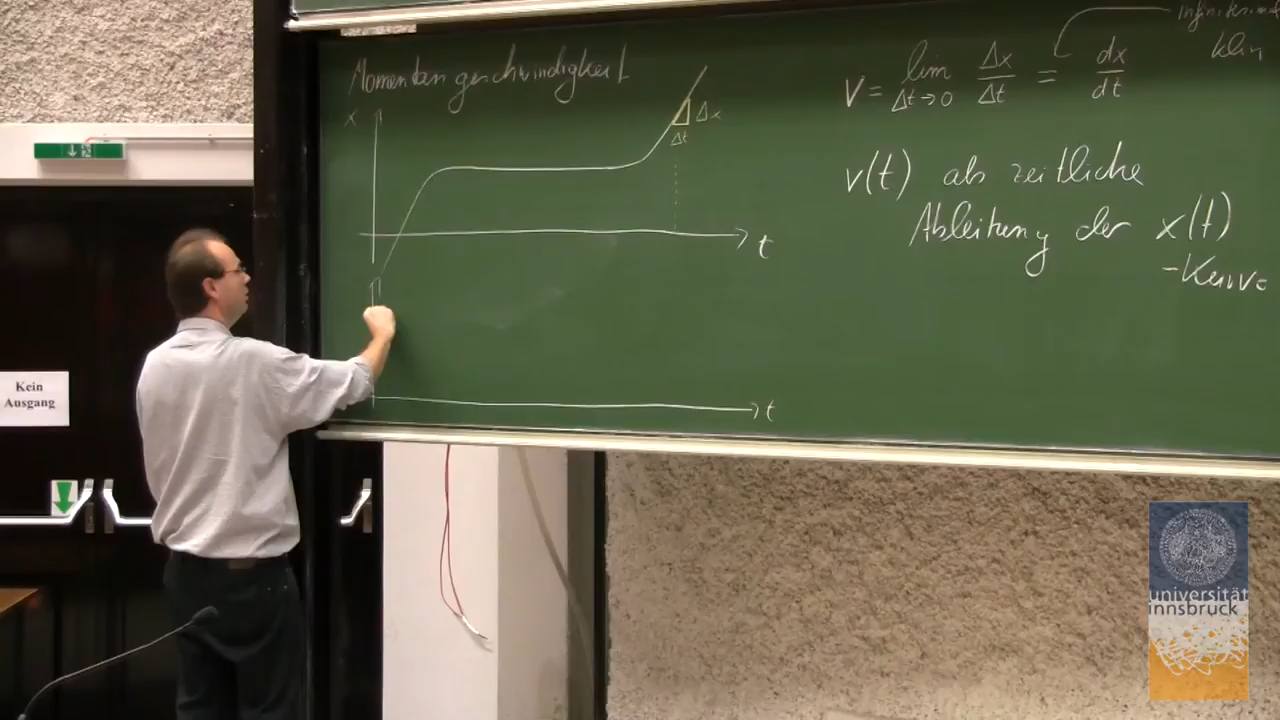 Momentangeschwindigkeit
x
Δx
Δt
t
t
V = lim Δx/Δt = dx/dt
Δt→0
klein
v(t) als zeitliche
Ableitung der x(t)
-Kurve
Kein
Ausgang
universität
innsbruck